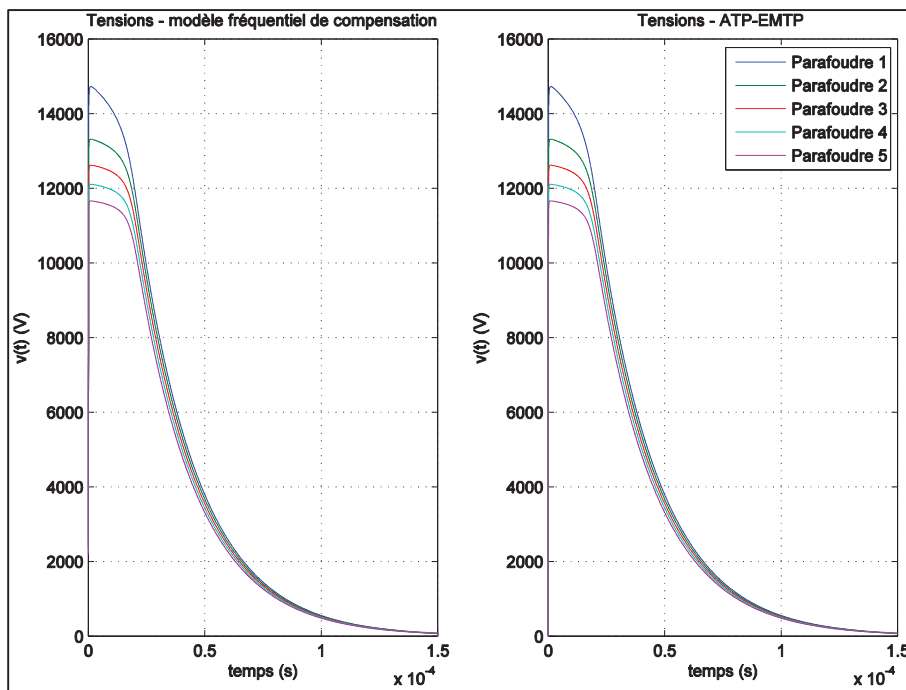 Tensions - modèle fréquentiel de compensation
16000
14000
12000
10000
8000
6000
4000
2000
0
v(t) (V)
0
0.5
1
1.5
temps (s)
x 10⁻⁴
Tensions - ATP-EMTP
16000
14000
12000
10000
8000
6000
4000
2000
0
v(t) (V)
0
0.5
1
1.5
temps (s)
x 10⁻⁴
Parafoudre 1
Parafoudre 2
Parafoudre 3
Parafoudre 4
Parafoudre 5